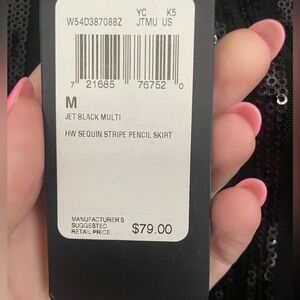 W54D387088Z YC K5
JTMU US
7 21685 76752 0
M
JET BLACK MULTI
HW SEQUIN STRIPE PENCIL SKIRT
MANUFACTURER'S
SUGGESTED
RETAIL PRICE
$79.00